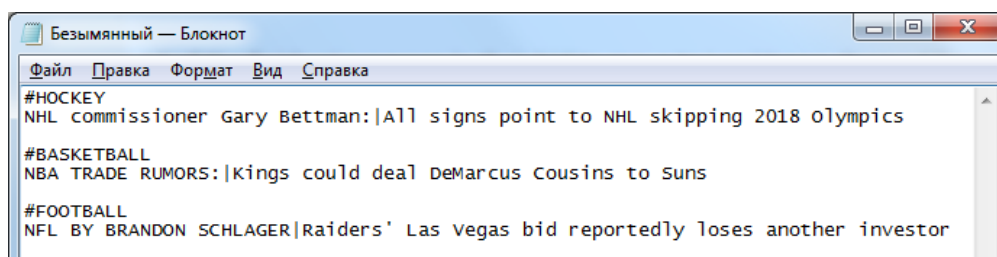 Безымянный — Блокнот
Файл Правка Формат Вид Справка
#HOCKEY
NHL commissioner Gary Bettman:|All signs point to NHL skipping 2018 Olympics
#BASKETBALL
NBA TRADE RUMORS:|Kings could deal DeMarcus Cousins to Suns
#FOOTBALL
NFL BY BRANDON SCHLAGER|Raiders' Las Vegas bid reportedly loses another investor